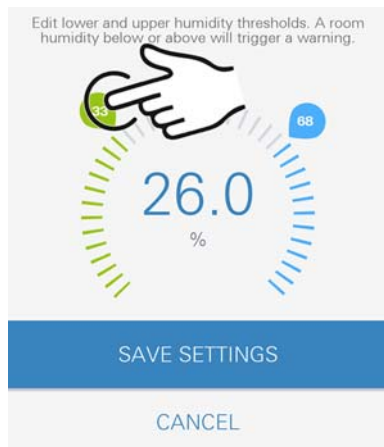 Edit lower and upper humidity thresholds. A room
humidity below or above will trigger a warning.
33
68
26.0
%
SAVE SETTINGS
CANCEL